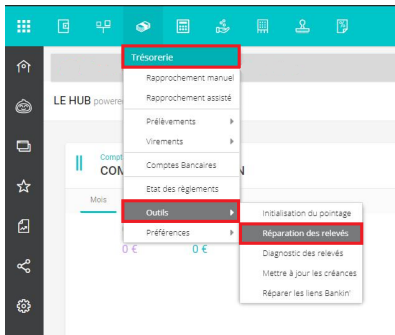 Trésorerie
Rapprochement manuel
LE HUB powere
Rapprochement assisté
Prélèvements
Virements
Compt
CON
N
Comptes Bancaires
Etat des règlements
Mois
Outils
Initialisation du pointage
Préférences
Réparation des relevés
0 €
0 €
Diagnostic des relevés
Mettre à jour les créances
Réparer les liens Bankin'